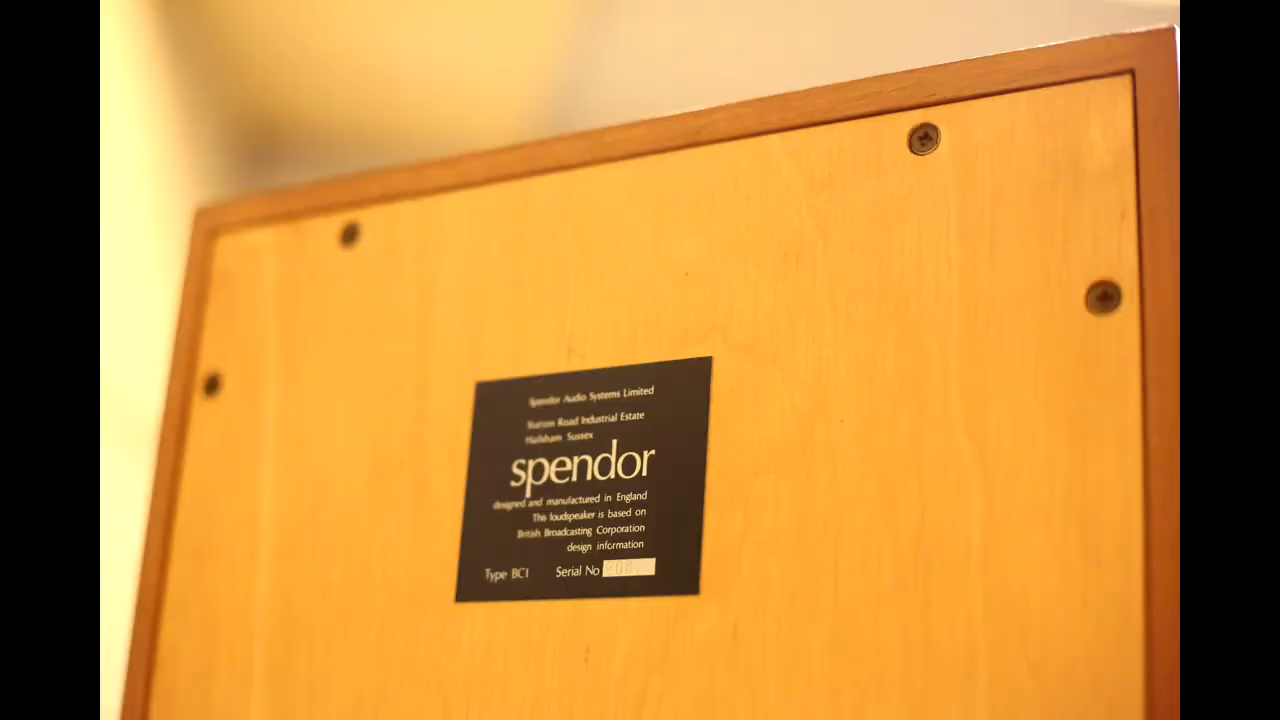 Spendor Audio Systems Limited
Station Road Industrial Estate
Hailsham Sussex
spendor
designed and manufactured in England
This loudspeaker is based on
British Broadcasting Corporation
design information
Type BC1 Serial No